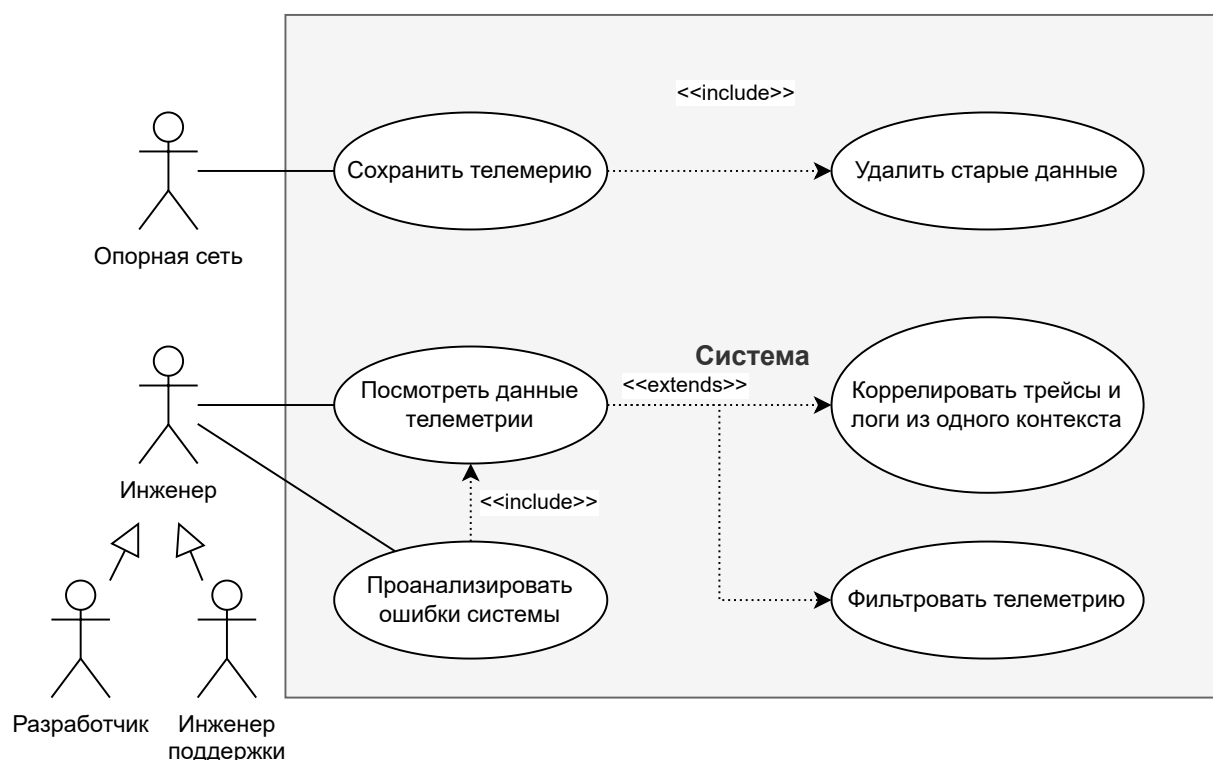 <<include>>
Сохранить телемерию
Удалить старые данные
Опорная сеть
Система
<<extends>>
Посмотреть данные
телеметрии
Коррелировать трейсы и
логи из одного контекста
Инженер
<<include>>
Проанализировать
ошибки системы
Фильтровать телеметрию
Разработчик
Инженер
поддержки